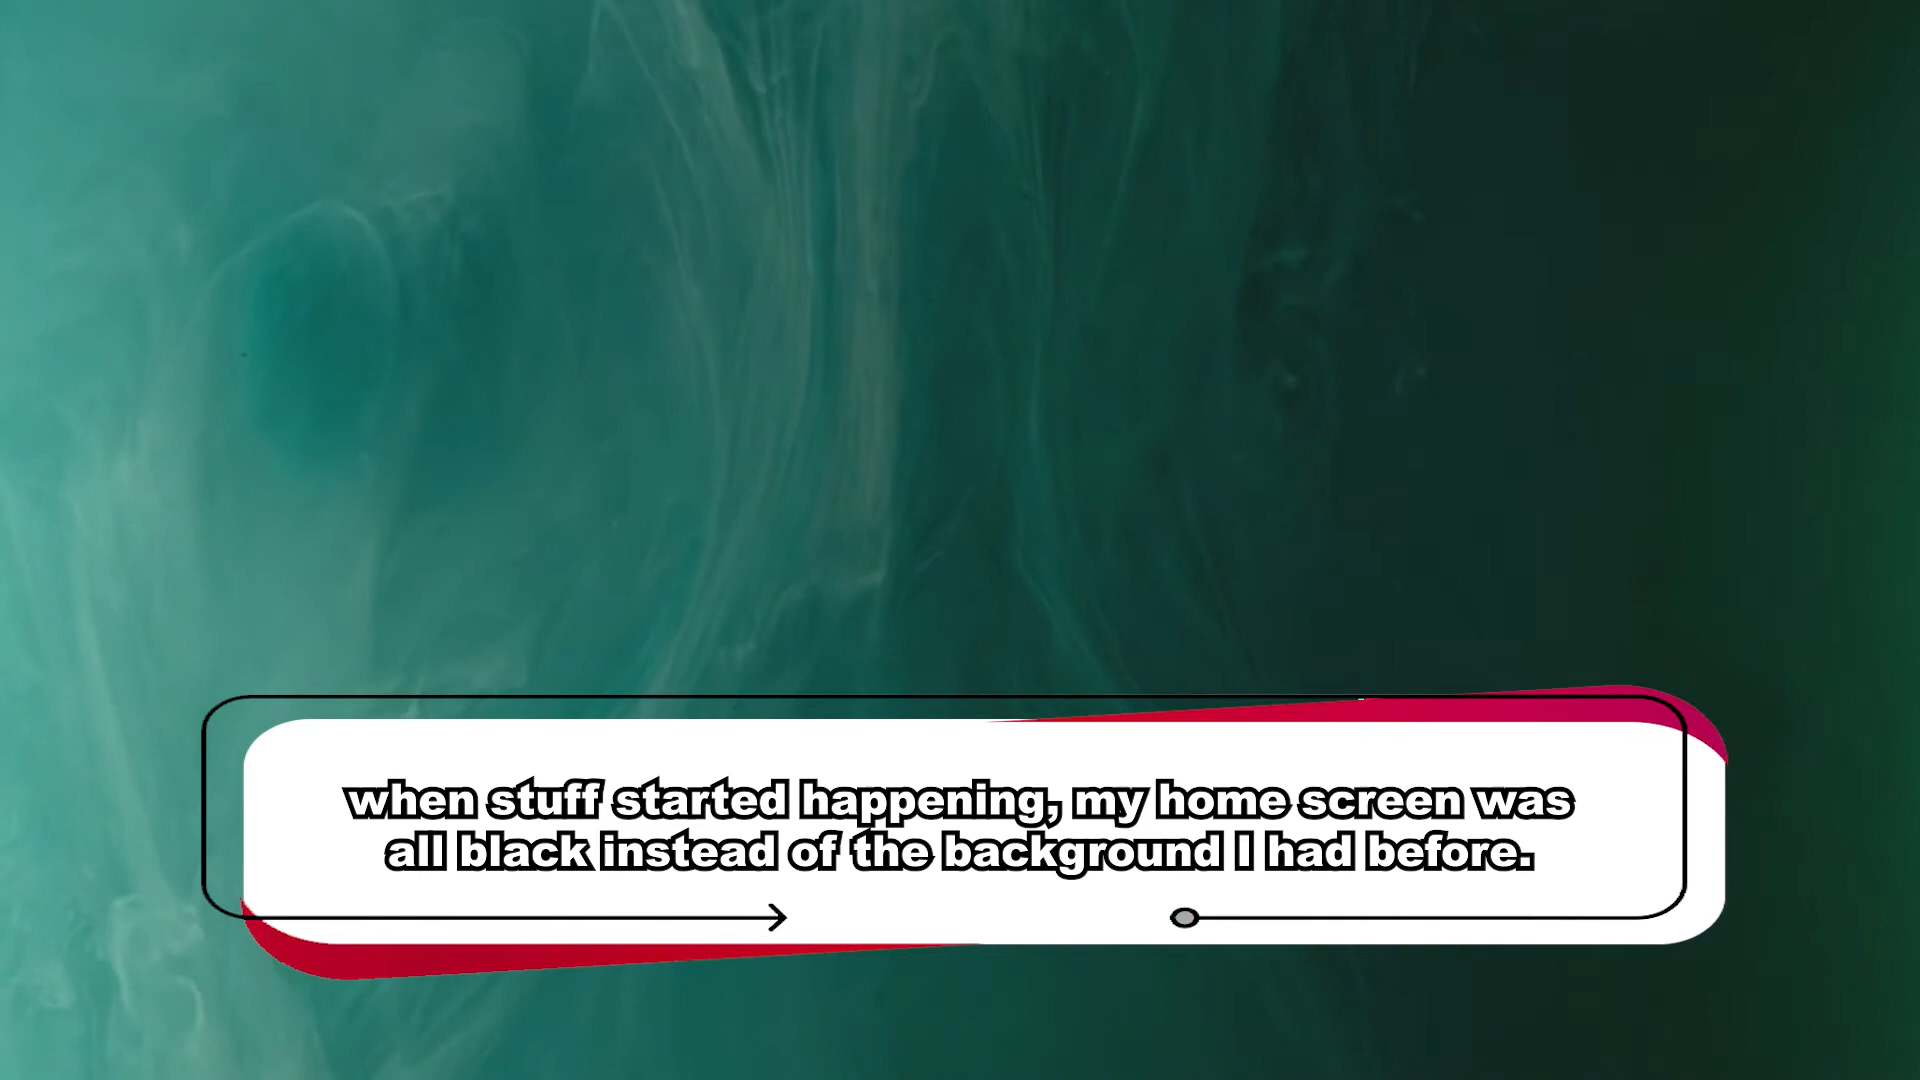 when stuff started happening, my home screen was
all black instead of the background I had before.